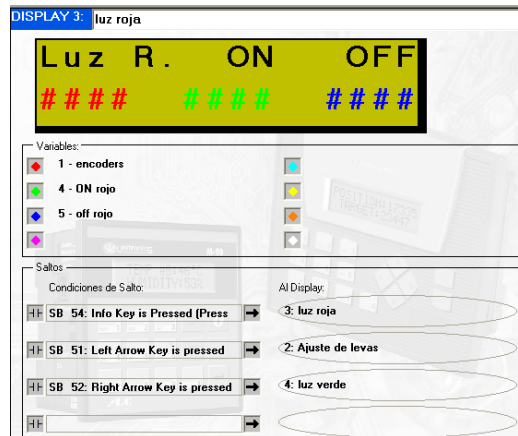 DISPLAY 3: luz roja
Luz R. ON OFF
#### #### ####
Variables:
1 - encoders
4 - ON rojo
5 - off rojo
Saltos
Condiciones de Salto: Al Display:
SB 54: Info Key is Pressed (Press 3: luz roja
SB 51: Left Arrow Key is pressed 2: Ajuste de levas
SB 52: Right Arrow Key is pressed 4: luz verde